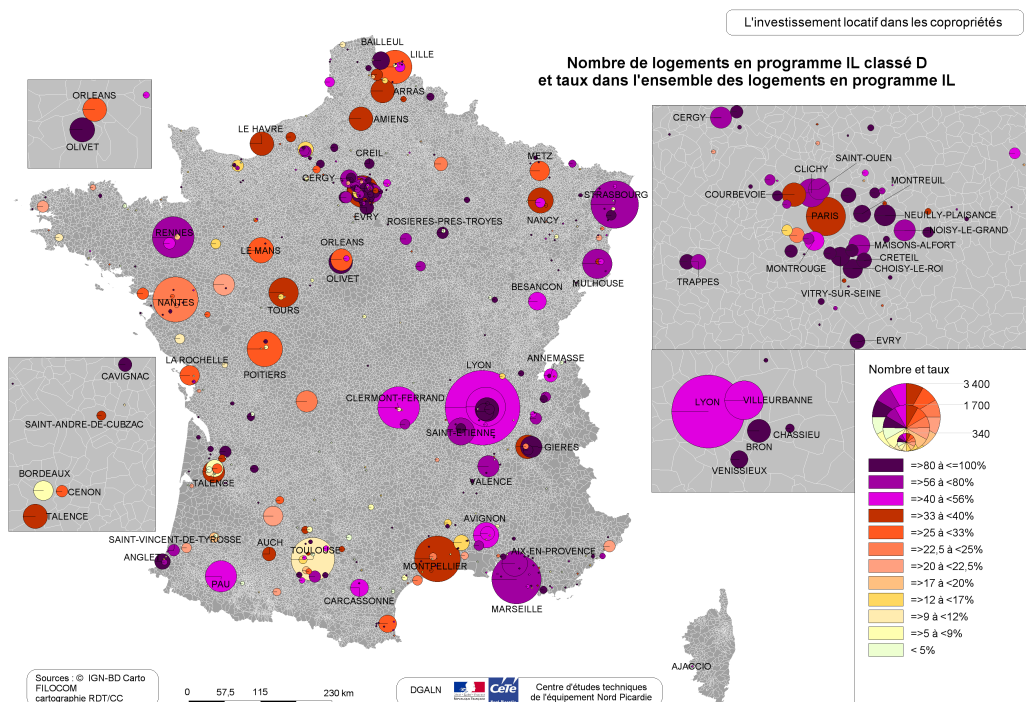 L'investissement locatif dans les copropriétés
Nombre de logements en programme IL classé D
et taux dans l'ensemble des logements en programme IL
BAILLEUL
LILLE
ARRAS
AMIENS
LE HAVRE
CREIL
CERGY
EVRY
METZ
NANCY
STRASBOURG
ROSIERES-PRES-TROYES
RENNES
LE MANS
ORLEANS
OLIVET
MULHOUSE
BESANCON
NANTES
TOURS
POITIERS
LA ROCHELLE
LYON
ANNEMASSE
CLERMONT-FERRAND
SAINT-ETIENNE
GIERES
VALENCE
TALENCE
AVIGNON
SAINT-VINCENT-DE-TYROSSE
AUCH
TOULOUSE
AIX-EN-PROVENCE
ANGLET
MONTPELLIER
PAU
CARCASSONNE
MARSEILLE
AJACCIO
ORLEANS
OLIVET
CAVIGNAC
SAINT-ANDRE-DE-CUBZAC
BORDEAUX
CENON
TALENCE
CERGY
SAINT-OUEN
CLICHY
MONTREUIL
COURBEVOIE
PARIS
NEUILLY-PLAISANCE
NOISY-LE-GRAND
MAISONS-ALFORT
CRETEIL
MONTROUGE
CHOISY-LE-ROI
TRAPPES
VITRY-SUR-SEINE
EVRY
LYON
VILLEURBANNE
CHASSIEU
BRON
VENISSIEUX
Nombre et taux
3 400
1 700
340
=>80 à <=100%
=>56 à <80%
=>40 à <56%
=>33 à <40%
=>25 à <33%
=>22,5 à <25%
=>20 à <22,5%
=>17 à <20%
=>12 à <17%
=>9 à <12%
=>5 à <9%
< 5%
Sources : © IGN-BD Carto
FILOCOM
cartographie RDT/CC
0 57,5 115 230 km
DGALN
CéTé
Centre d'études techniques
de l'équipement Nord Picardie